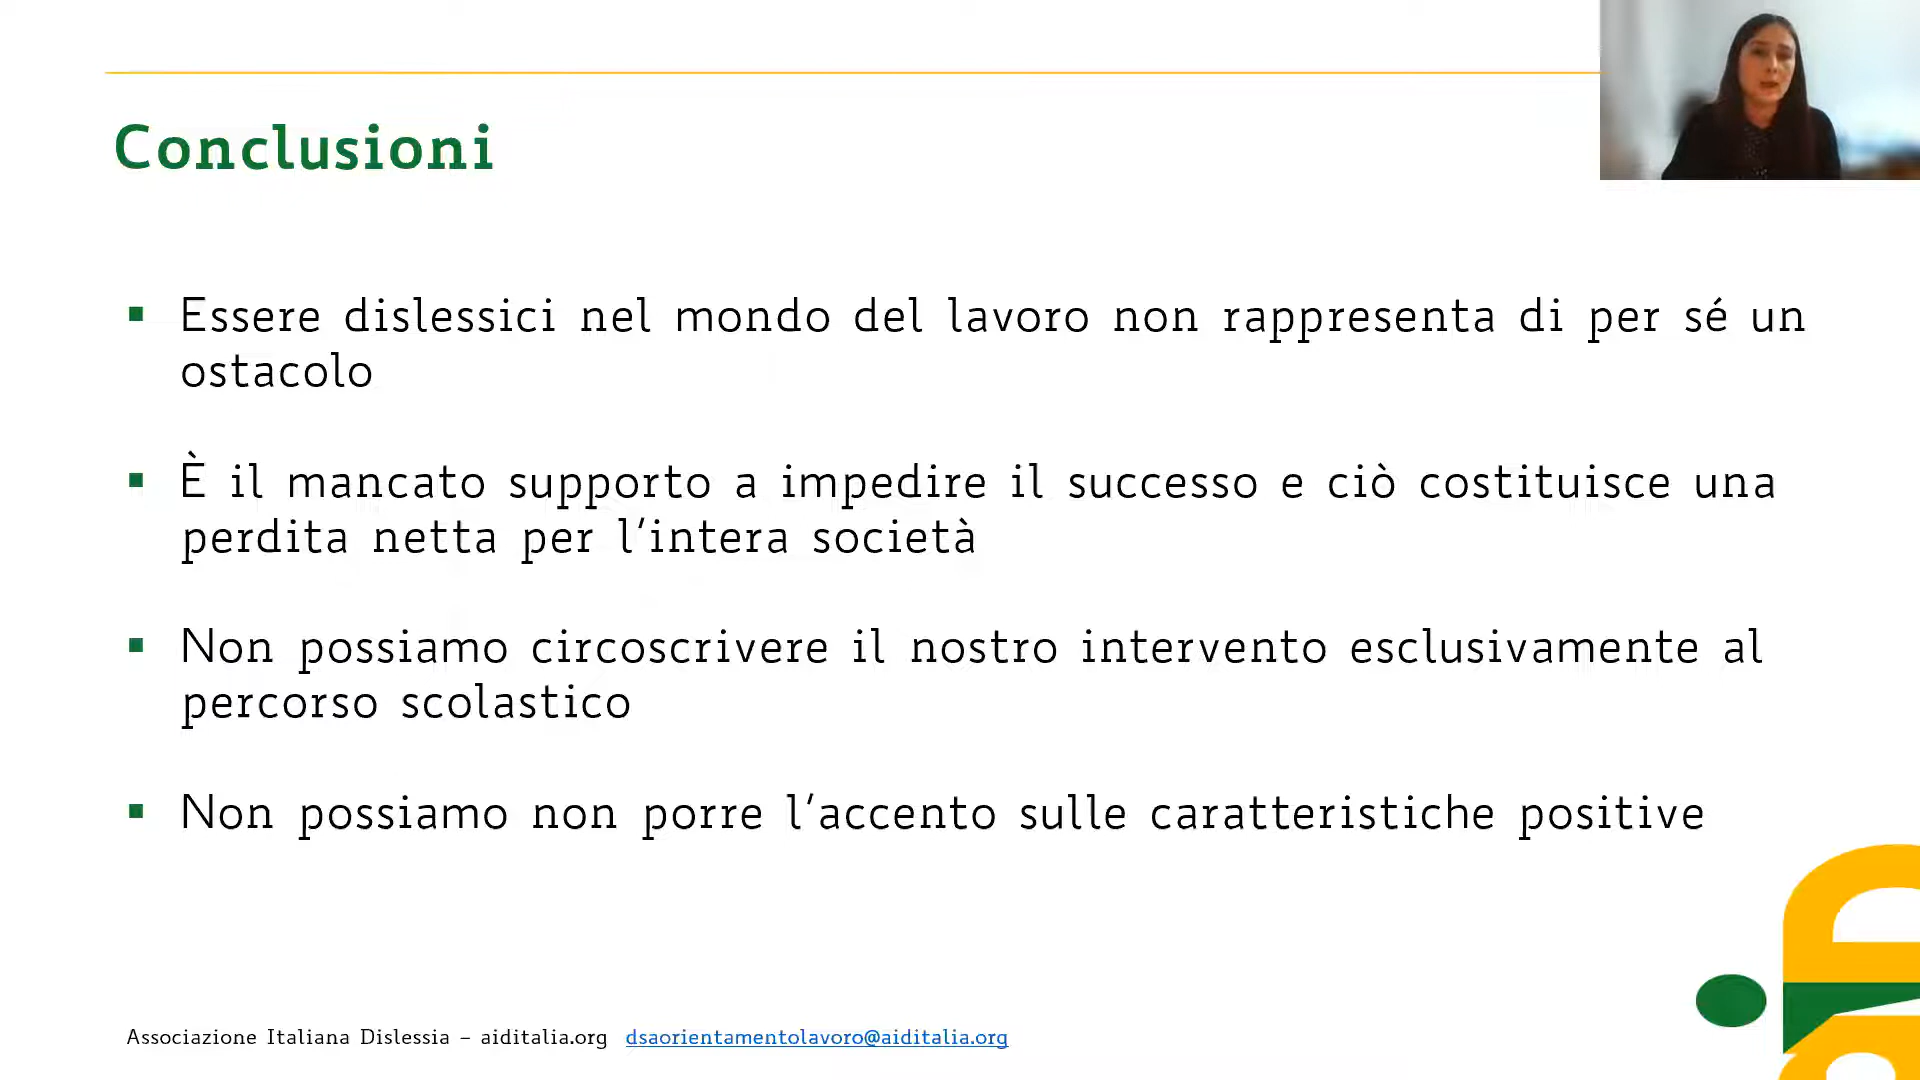 Conclusioni
▪ Essere dislessici nel mondo del lavoro non rappresenta di per sé un
ostacolo
▪ È il mancato supporto a impedire il successo e ciò costituisce una
perdita netta per l'intera società
▪ Non possiamo circoscrivere il nostro intervento esclusivamente al
percorso scolastico
▪ Non possiamo non porre l'accento sulle caratteristiche positive
Associazione Italiana Dislessia – aiditalia.org dsaorientamentolavoro@aiditalia.org